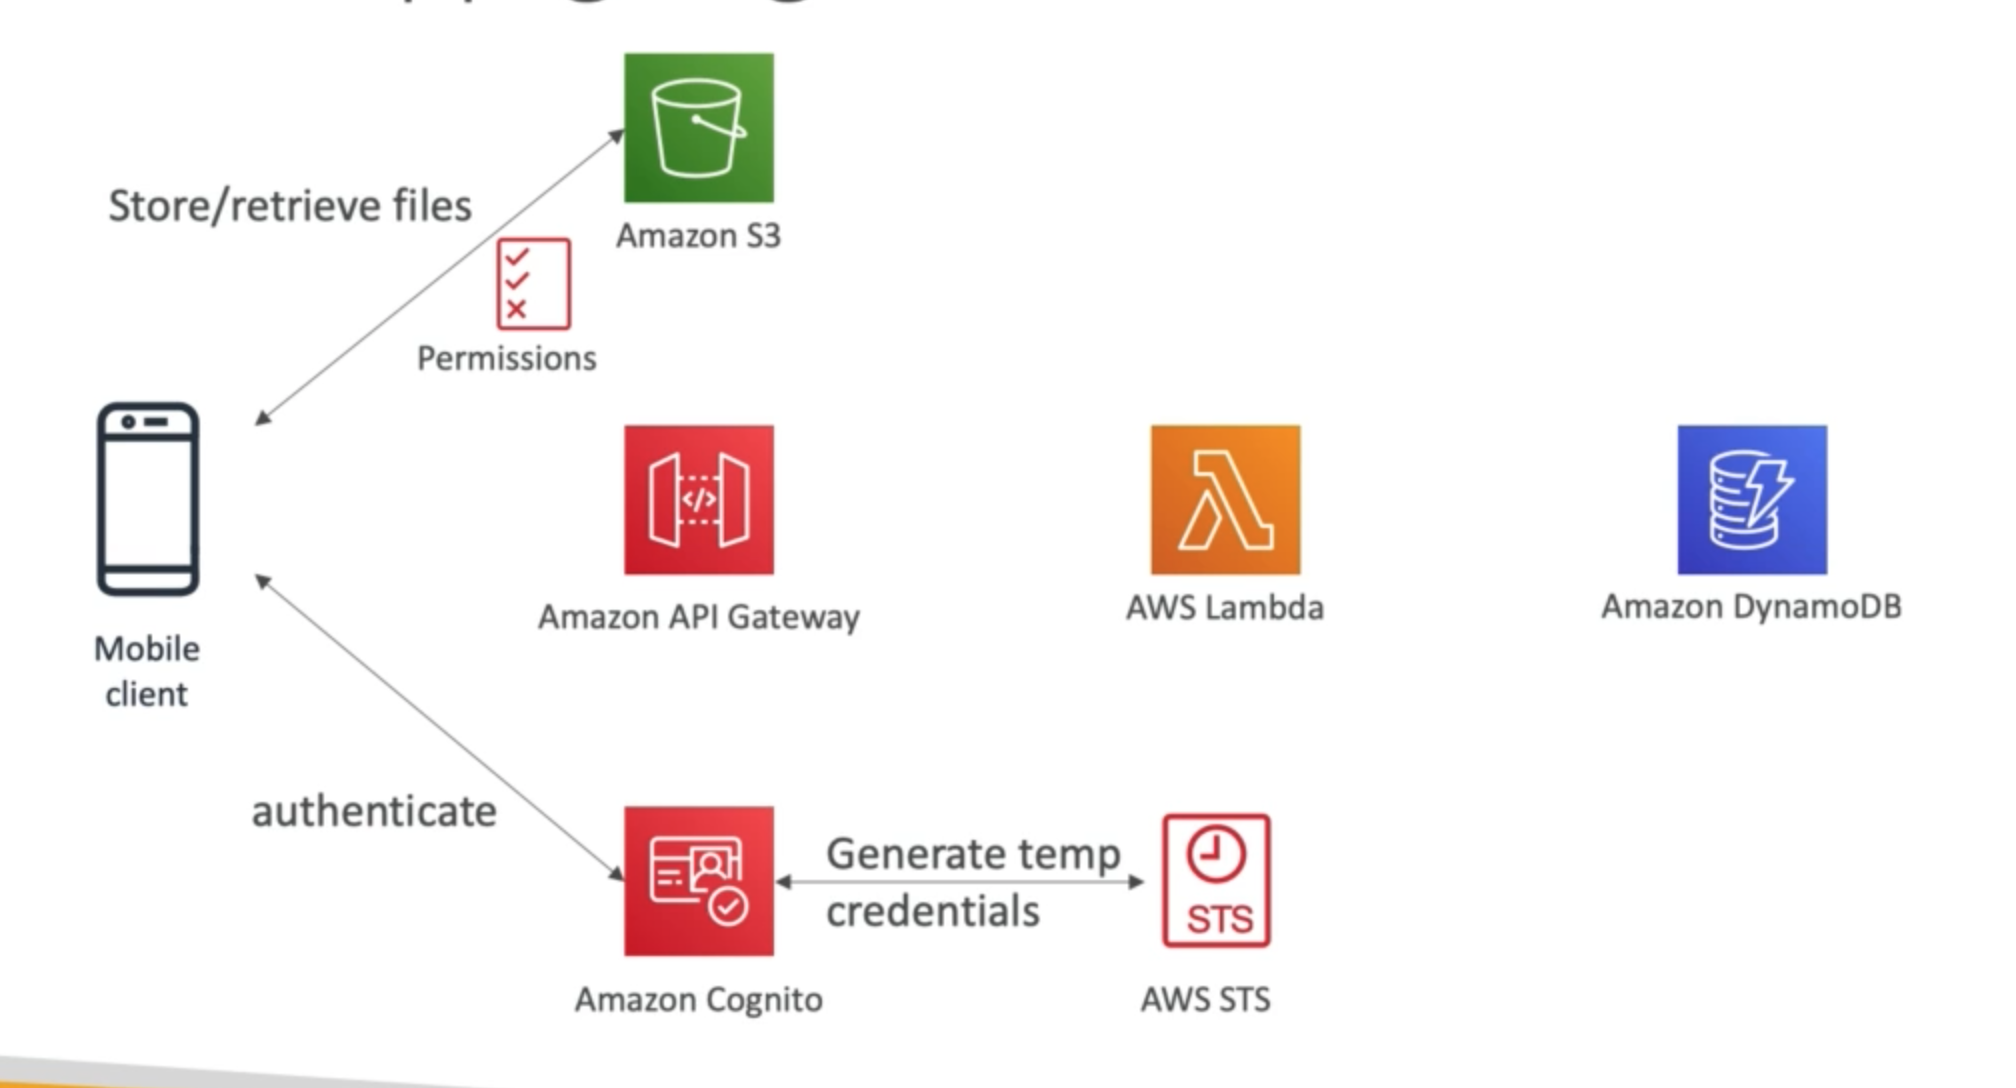 Amazon S3
Store/retrieve files
Permissions
Mobile
client
</>
Amazon API Gateway
AWS Lambda
Amazon DynamoDB
authenticate
Generate temp
credentials
STS
Amazon Cognito
AWS STS